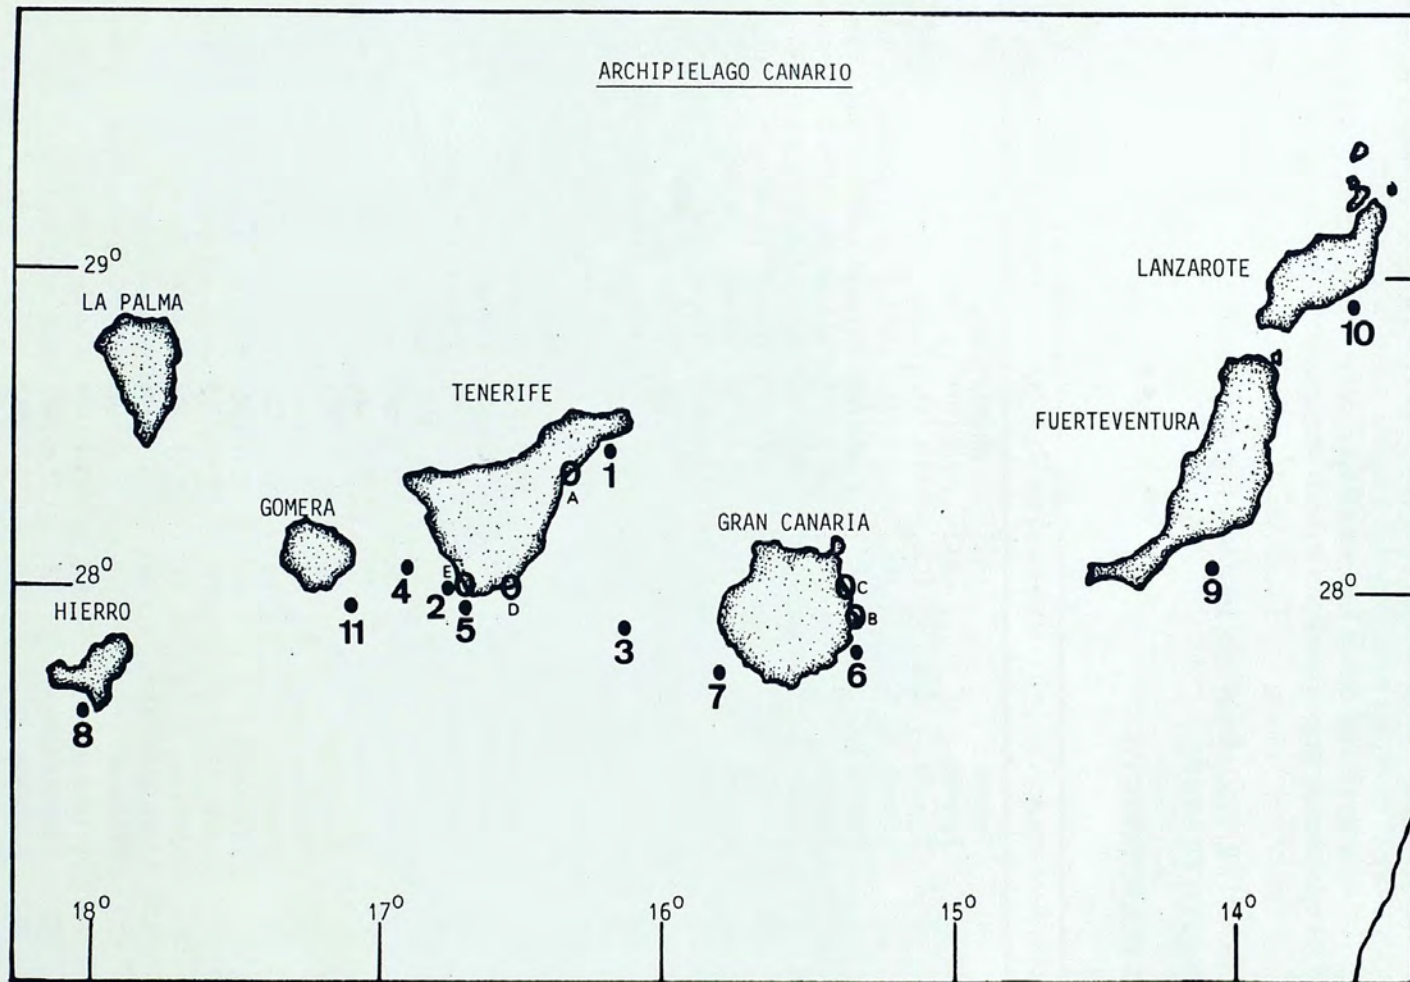 ARCHIPIELAGO CANARIO
29°
LANZAROTE
LA PALMA
10
TENERIFE
FUERTEVENTURA
1
A
GOMERA
GRAN CANARIA
28°
4
E
2
5
D
C
B
9
28°
HIERRO
11
3
6
7
8
18°
17°
16°
15°
14°